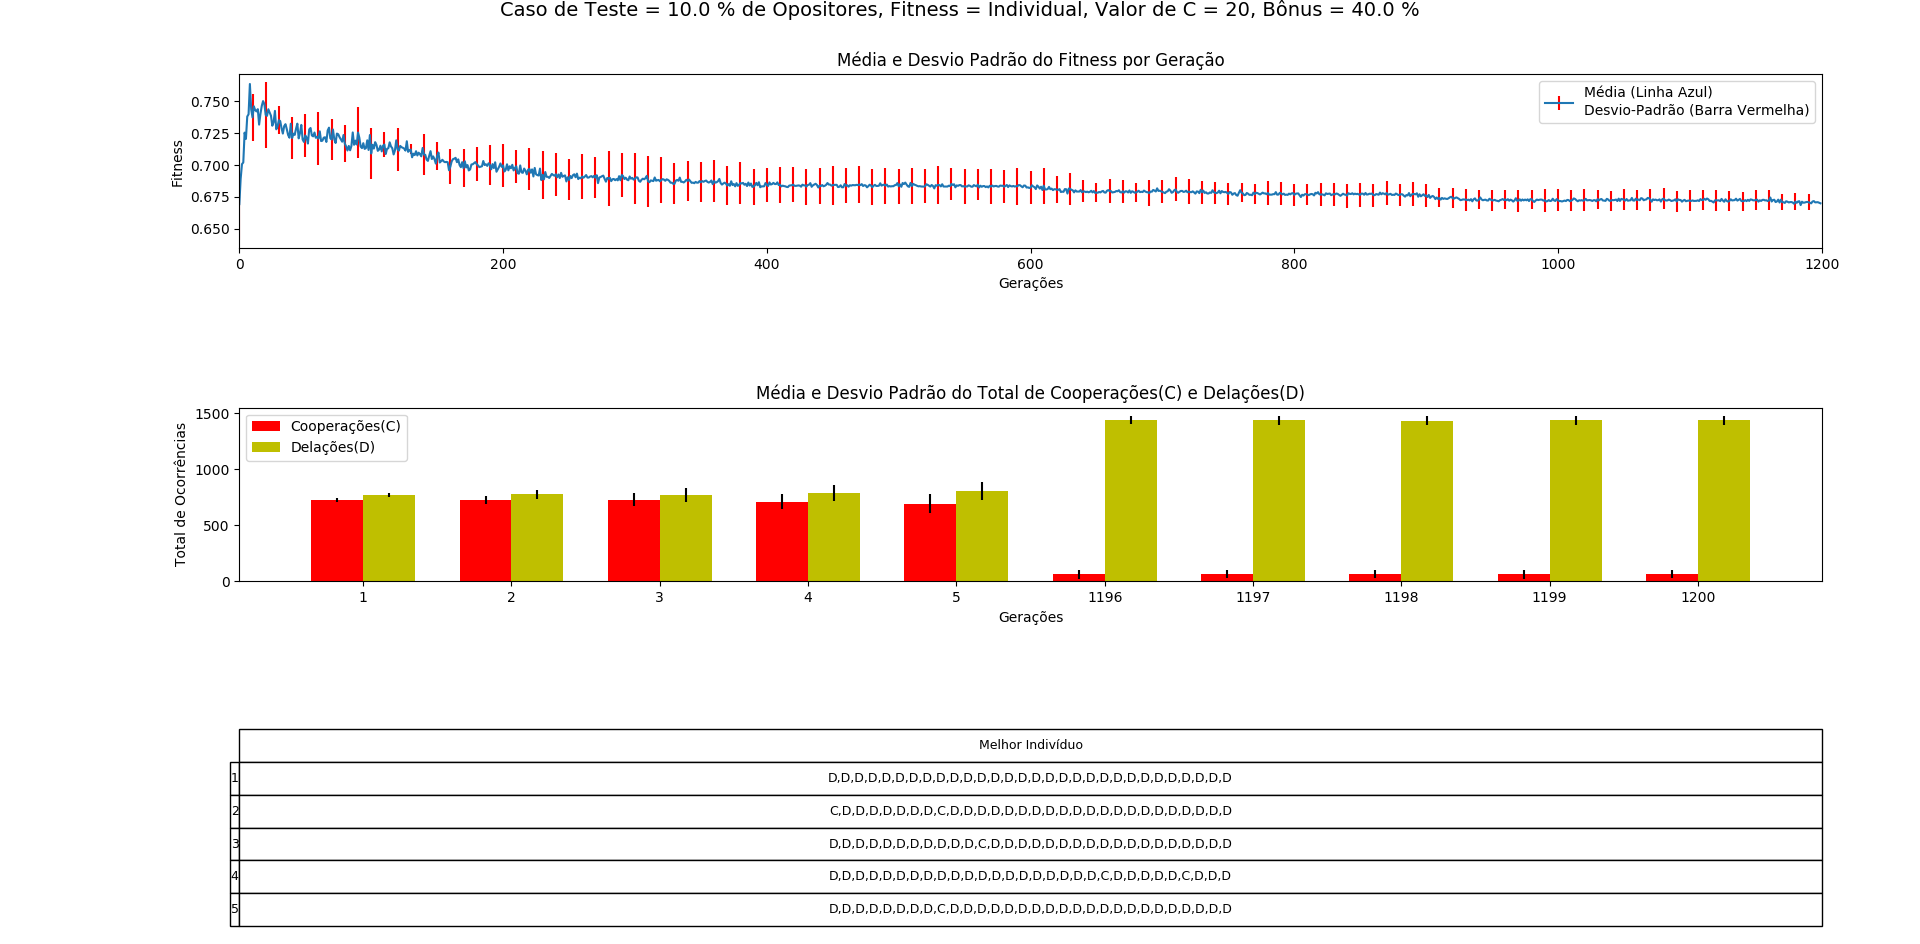 Caso de Teste = 10.0 % de Opositores, Fitness = Individual, Valor de C = 20, Bônus = 40.0 %
Média e Desvio Padrão do Fitness por Geração
Fitness
0.750
0.725
0.700
0.675
0.650
Média (Linha Azul)
Desvio-Padrão (Barra Vermelha)
0 200 400 600 800 1000 1200
Gerações
Média e Desvio Padrão do Total de Cooperações(C) e Delações(D)
Total de Ocorrências
1500
1000
500
0
Cooperações(C)
Delações(D)
1 2 3 4 5 1196 1197 1198 1199 1200
Gerações
Melhor Indivíduo
1 D,D,D,D,D,D,D,D,D,D,D,D,D,D,D,D,D,D,D,D,D,D,D,D,D,D,D,D,D,D
2 C,D,D,D,D,D,D,D,C,D,D,D,D,D,D,D,D,D,D,D,D,D,D,D,D,D,D,D,D,D
3 D,D,D,D,D,D,D,D,D,D,D,C,D,D,D,D,D,D,D,D,D,D,D,D,D,D,D,D,D,D
4 D,D,D,D,D,D,D,D,D,D,D,D,D,D,D,D,D,D,D,D,C,D,D,D,D,D,C,D,D,D
5 D,D,D,D,D,D,D,D,C,D,D,D,D,D,D,D,D,D,D,D,D,D,D,D,D,D,D,D,D,D